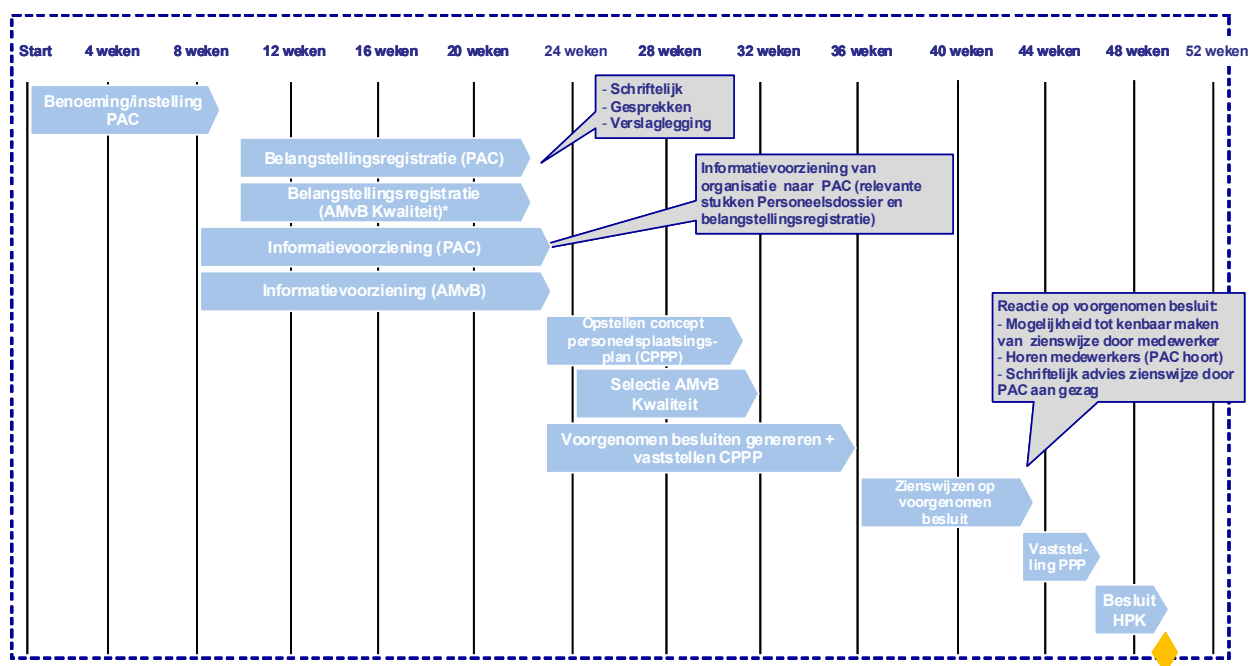 Start 4 weken 8 weken 12 weken 16 weken 20 weken 24 weken 28 weken 32 weken 36 weken 40 weken 44 weken 48 weken 52 weken
Benoeming/instelling
PAC
- Schriftelijk
- Gesprekken
- Verslaglegging
Belangstellingsregistratie (PAC)
Belangstellingsregistratie
(AMvB Kwaliteit)*
Informatievoorziening van
organisatie naar PAC (relevante
stukken Personeelsdossier en
belangstellingsregistratie)
Informatievoorziening (PAC)
Informatievoorziening (AMvB)
Opstellen concept
personeelsplaatsings-
plan (CPPP)
Reactie op voorgenomen besluit:
- Mogelijkheid tot kenbaar maken
van zienswijze door medewerker
- Horen medewerkers (PAC hoort)
- Schriftelijk advies zienswijze door
PAC aan gezag
Selectie AMvB
Kwaliteit
Voorgenomen besluiten genereren +
vaststellen CPPP
Zienswijzen op
voorgenomen
besluit
Vaststel-
ling PPP
Besluit
HPK